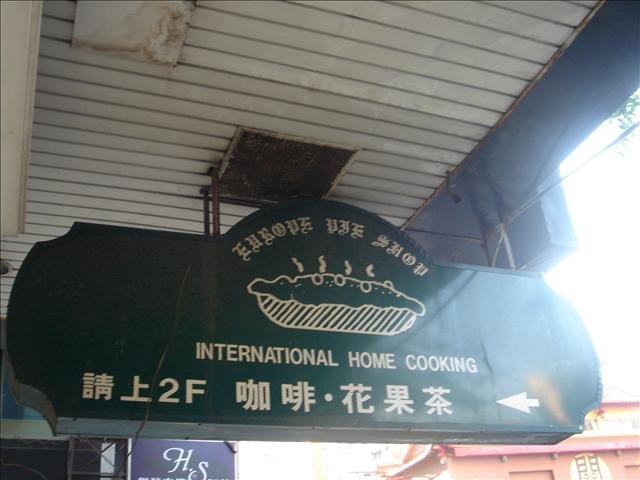 EUROPE PIE SHOP
INTERNATIONAL HOME COOKING
請上2F 咖啡·花果茶
H.S